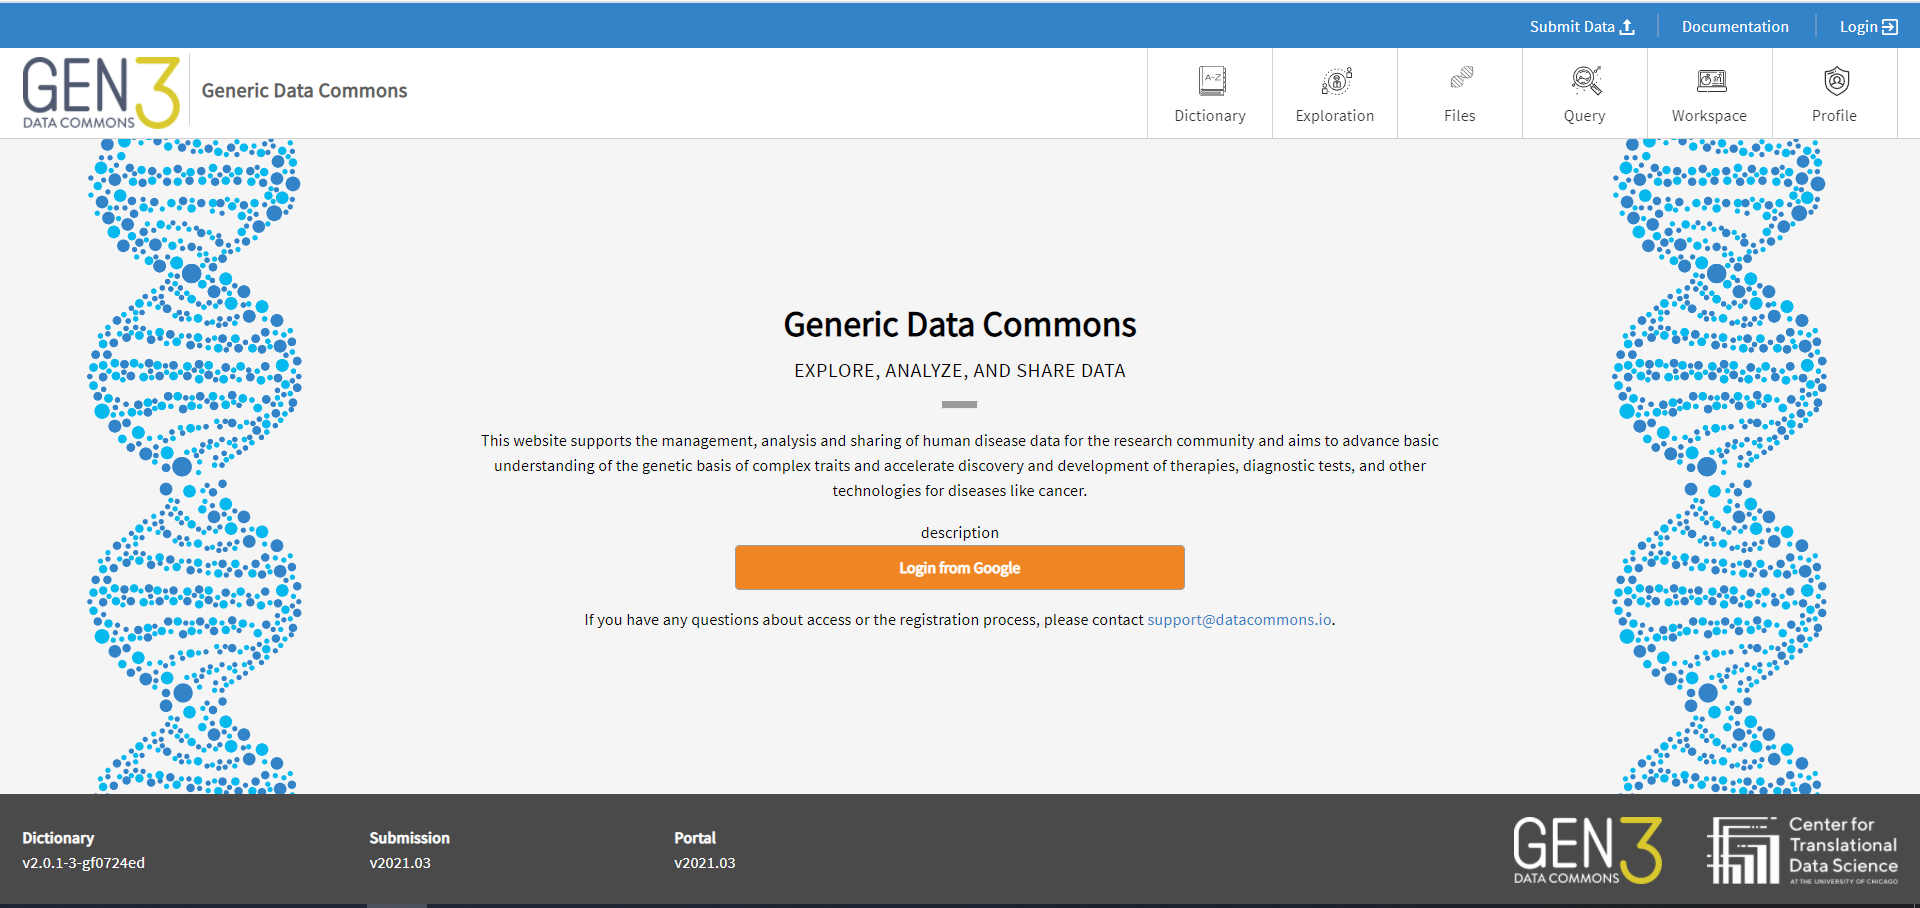 Submit Data
Documentation
Login
GEN3
DATA COMMONS
Generic Data Commons
A-Z
Dictionary
Exploration
Files
Query
Workspace
Profile
Generic Data Commons
EXPLORE, ANALYZE, AND SHARE DATA
This website supports the management, analysis and sharing of human disease data for the research community and aims to advance basic
understanding of the genetic basis of complex traits and accelerate discovery and development of therapies, diagnostic tests, and other
technologies for diseases like cancer.
description
Login from Google
If you have any questions about access or the registration process, please contact support@datacommons.io.
Dictionary
v2.0.1-3-gf0724ed
Submission
v2021.03
Portal
v2021.03
GEN3
DATA COMMONS
Center for
Translational
Data Science
AT THE UNIVERSITY OF CHICAGO